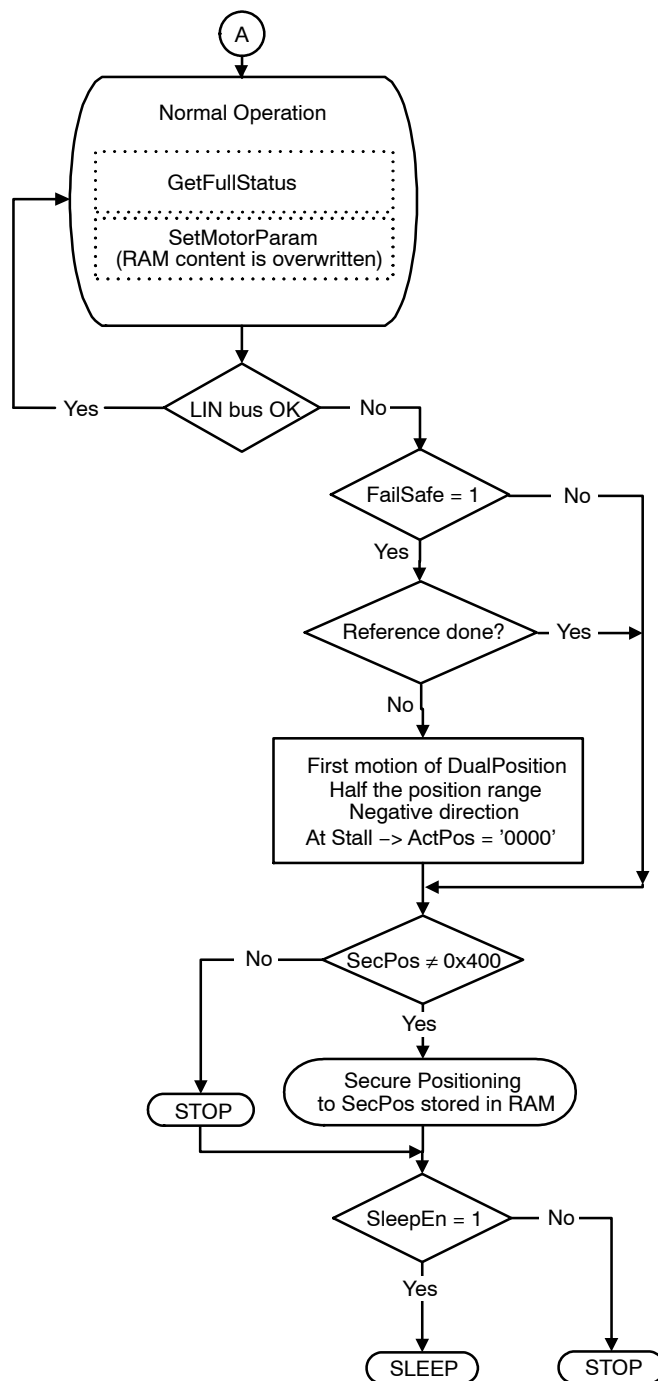 A
Normal Operation
GetFullStatus
SetMotorParam
(RAM content is overwritten)
Yes
LIN bus OK
No
FailSafe = 1
No
Yes
Reference done?
Yes
No
First motion of DualPosition
Half the position range
Negative direction
At Stall −> ActPos = '0000'
No
SecPos ≠ 0x400
Yes
Secure Positioning
to SecPos stored in RAM
STOP
SleepEn = 1
No
Yes
SLEEP
STOP